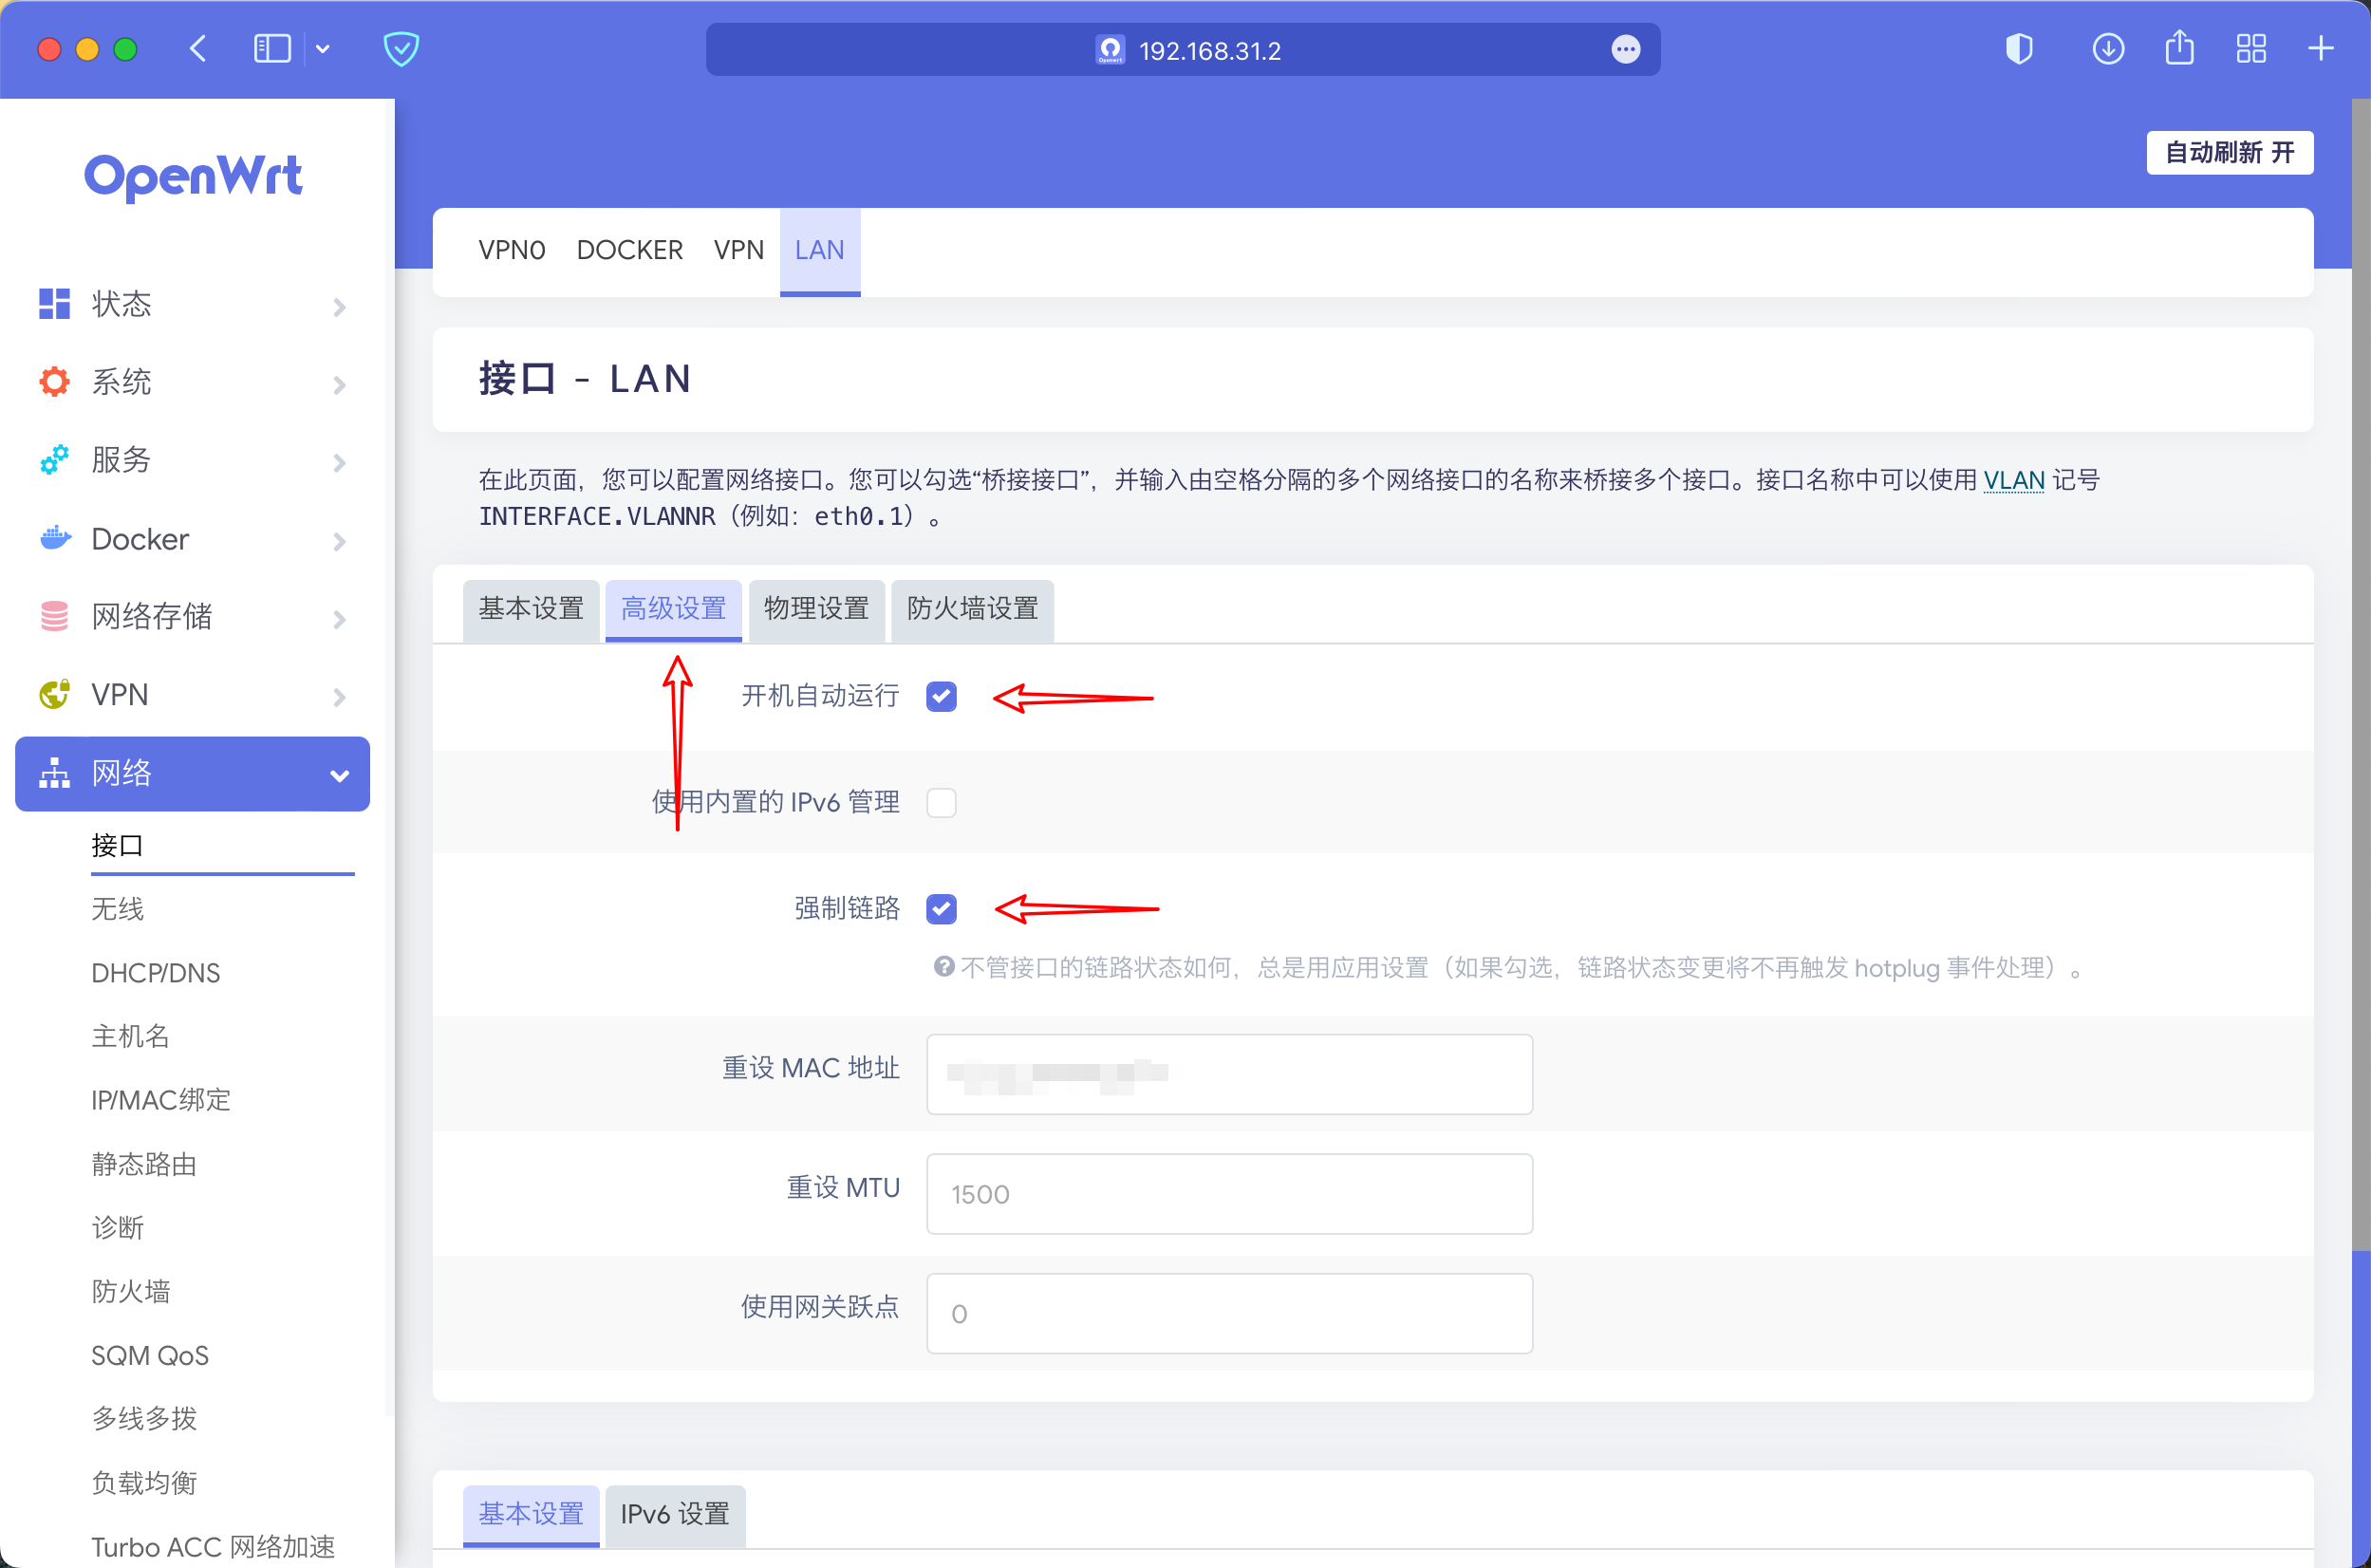 192.168.31.2
OpenWrt
自动刷新 开
状态
系统
服务
Docker
网络存储
VPN
网络
接口
无线
DHCP/DNS
主机名
IP/MAC绑定
静态路由
诊断
防火墙
SQM QoS
多线多拨
负载均衡
Turbo ACC 网络加速
VPN0 DOCKER VPN LAN
接口 - LAN
在此页面，您可以配置网络接口。您可以勾选“桥接接口”，并输入由空格分隔的多个网络接口的名称来桥接多个接口。接口名称中可以使用 VLAN 记号
INTERFACE.VLANNR（例如：eth0.1）。
基本设置 高级设置 物理设置 防火墙设置
开机自动运行
使用内置的 IPv6 管理
强制链路
不管接口的链路状态如何，总是用应用设置（如果勾选，链路状态变更将不再触发 hotplug 事件处理）。
重设 MAC 地址
重设 MTU 1500
使用网关跃点 0
基本设置 IPv6 设置